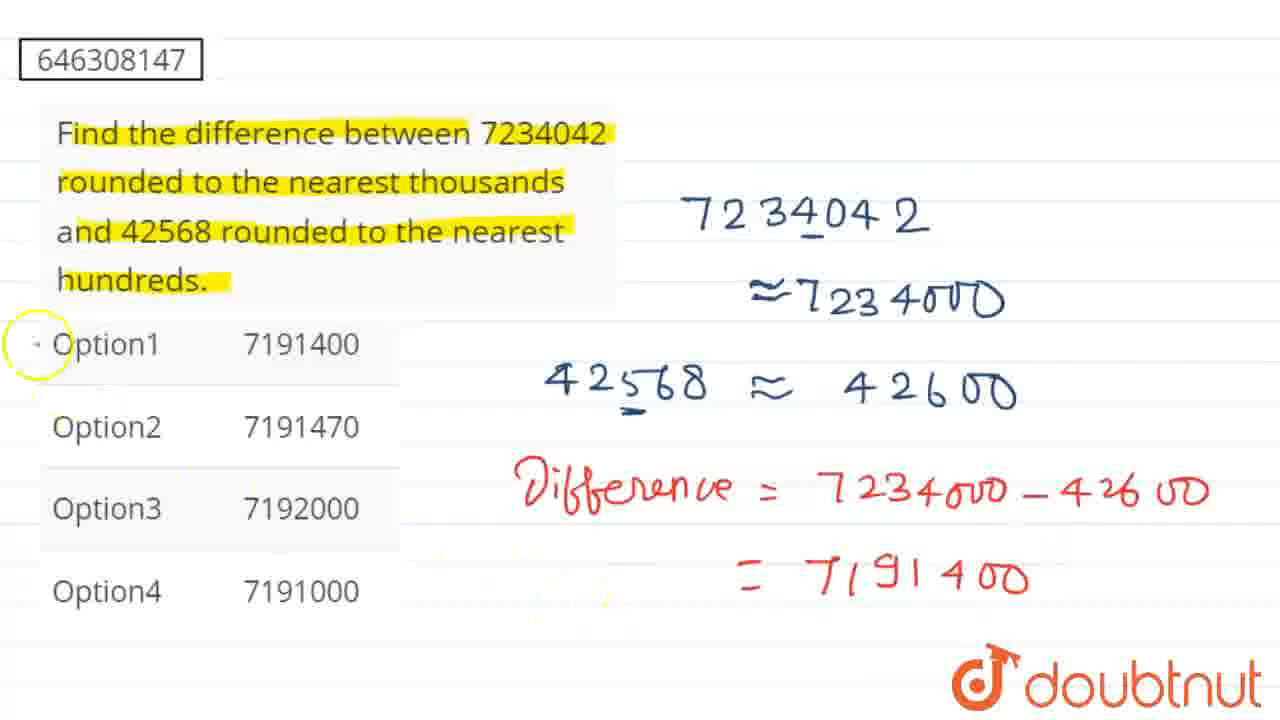 646308147
Find the difference between 7234042
rounded to the nearest thousands
and 42568 rounded to the nearest
hundreds.
Option1 7191400
Option2 7191470
Option3 7192000
Option4 7191000
7234042
≈7234000
42568 ≈ 42600
Difference = 7234000 - 42600
= 7191400
doubtnut